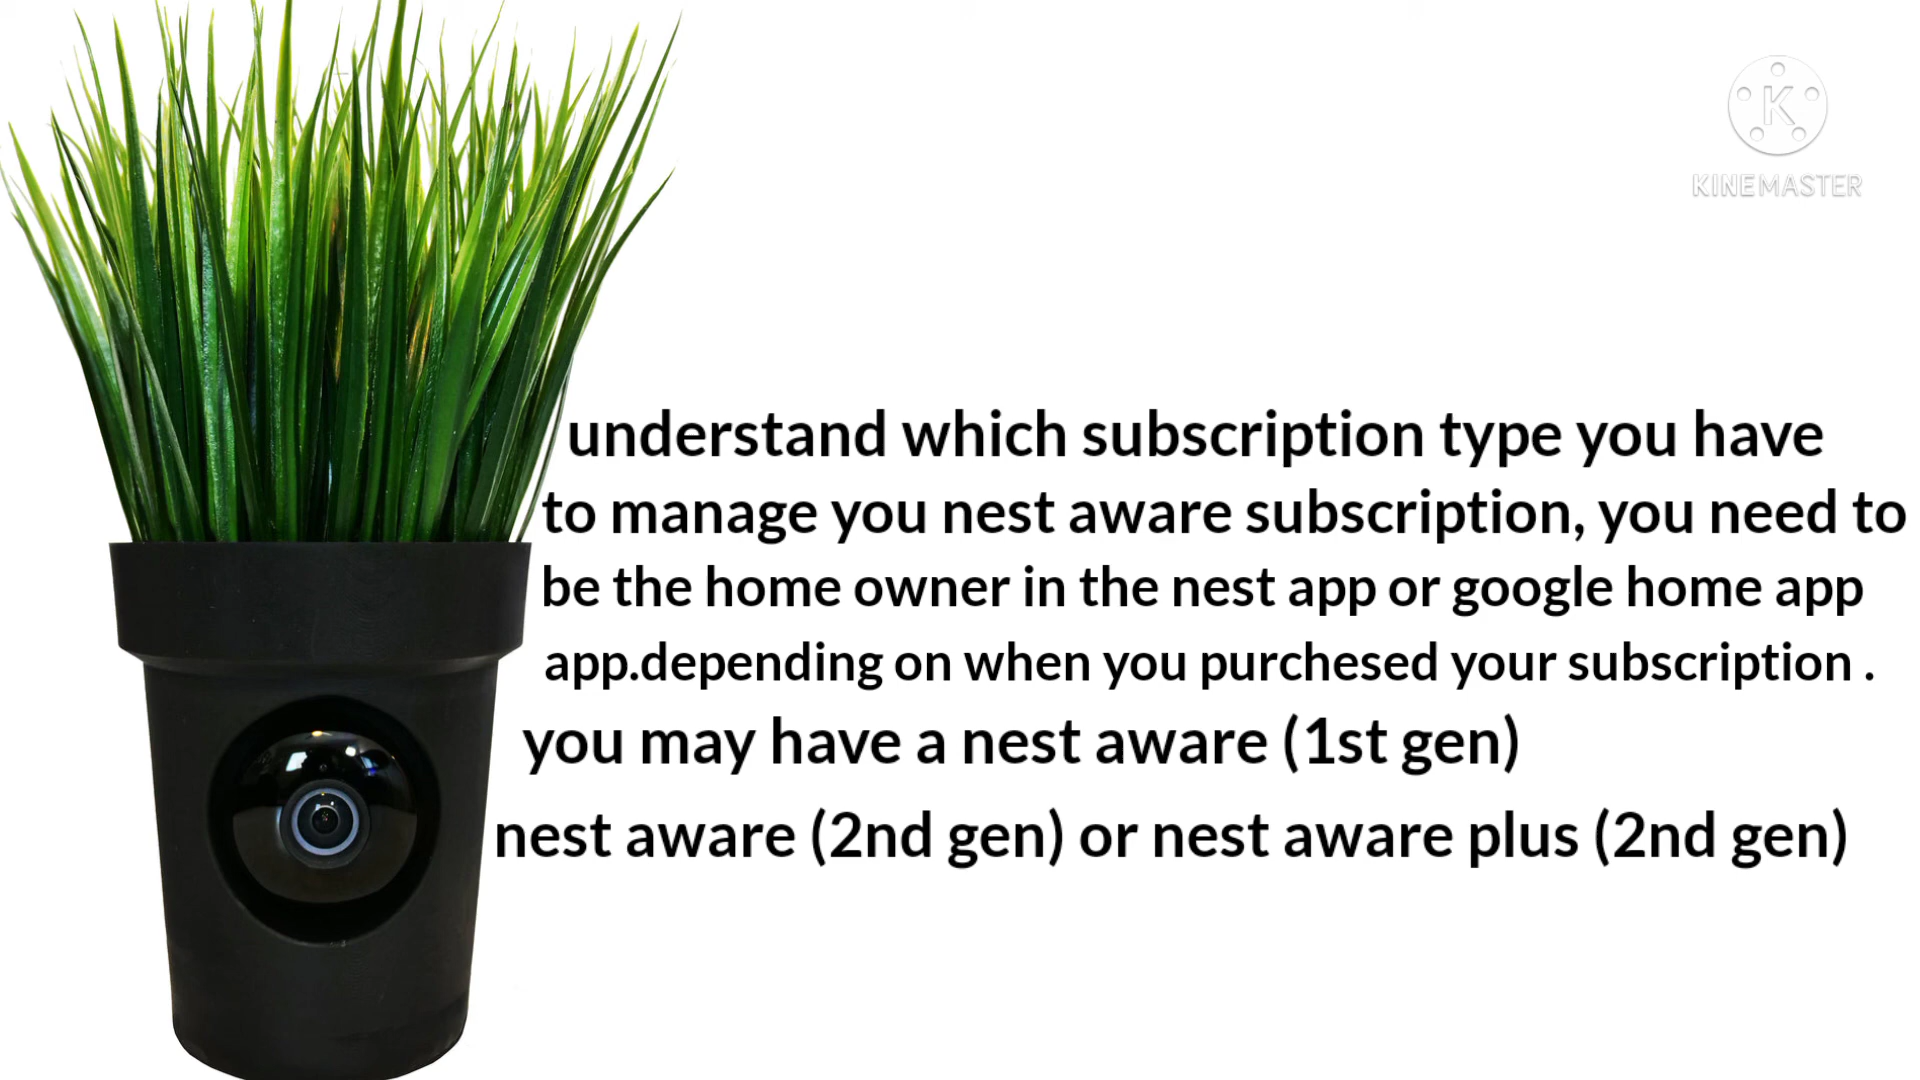 KINEMASTER
understand which subscription type you have
to manage you nest aware subscription, you need to
be the home owner in the nest app or google home app
app.depending on when you purchesed your subscription .
you may have a nest aware (1st gen)
nest aware (2nd gen) or nest aware plus (2nd gen)